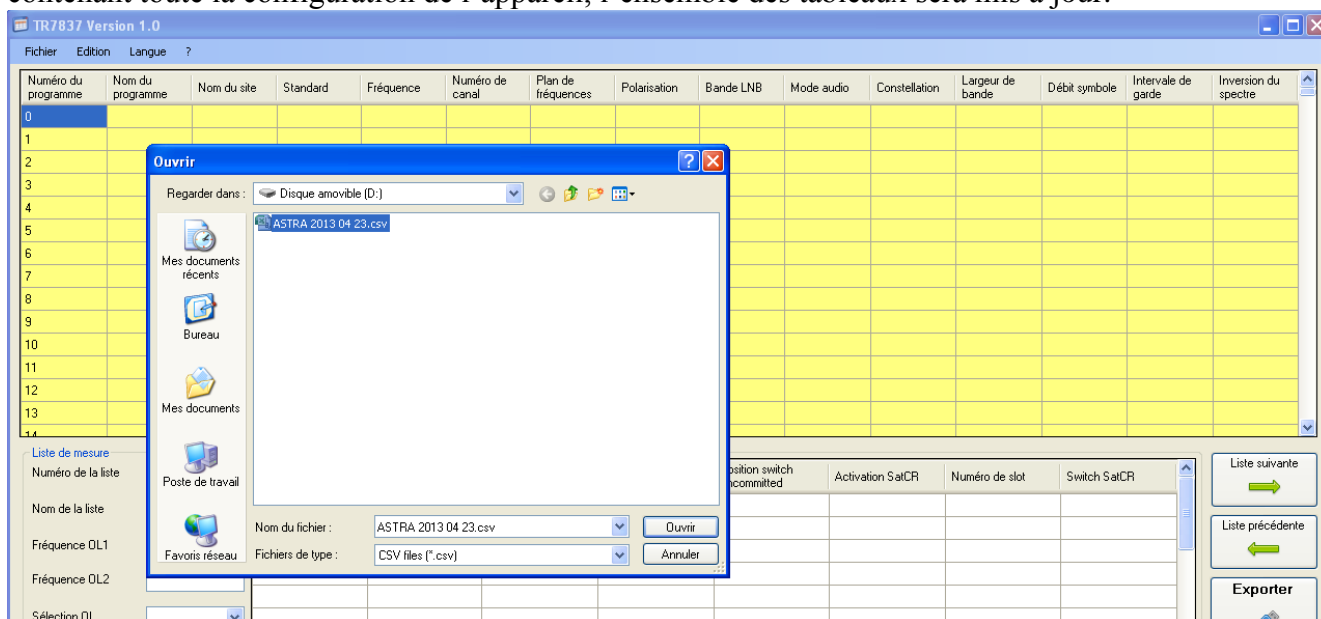 contenant toute la configuration de l'appareil, l'ensemble des tableaux sera mis à jour.
TR7837 Version 1.0
Fichier Edition Langue ?
Numéro du programme Nom du programme Nom du site Standard Fréquence Numéro de canal Plan de fréquences Polarisation Bande LNB Mode audio Constellation Largeur de bande Débit symbole Intervale de garde Inversion du spectre
0
1
2
3
4
5
6
7
8
9
10
11
12
13
14
Ouvrir
Regarder dans : Disque amovible (D:)
ASTRA 2013 04 23.csv
Mes documents récents
Bureau
Mes documents
Poste de travail
Favoris réseau
Nom du fichier : ASTRA 2013 04 23.csv Ouvrir
Fichiers de type : CSV files (*.csv) Annuler
Liste de mesure
Numéro de la liste
Nom de la liste
Fréquence OL1
Fréquence OL2
Sélection OL
switch Activation SatCR Numéro de slot Switch SatCR
Liste suivante
Liste précédente
Exporter